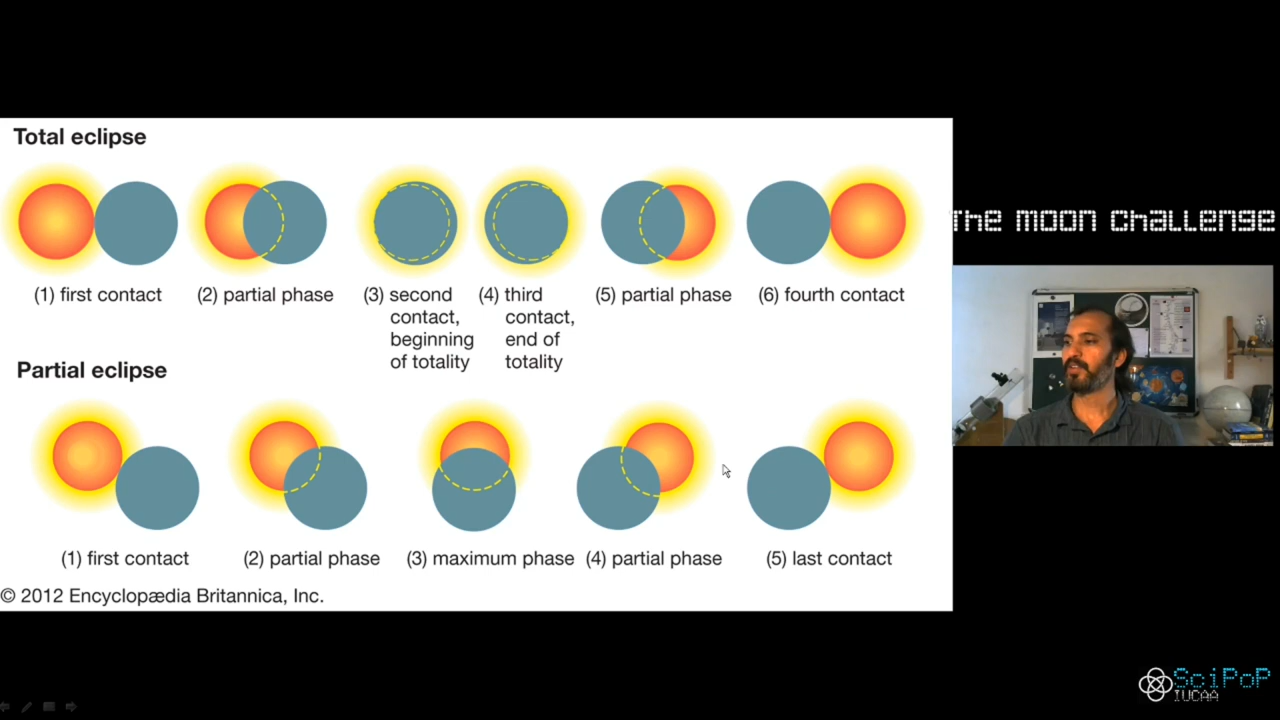 Total eclipse
(1) first contact
(2) partial phase
(3) second
contact,
beginning
of totality
(4) third
contact,
end of
totality
(5) partial phase
(6) fourth contact
Partial eclipse
(1) first contact
(2) partial phase
(3) maximum phase
(4) partial phase
(5) last contact
© 2012 Encyclopædia Britannica, Inc.
The Moon Challenge
SciPoP
IUCAA